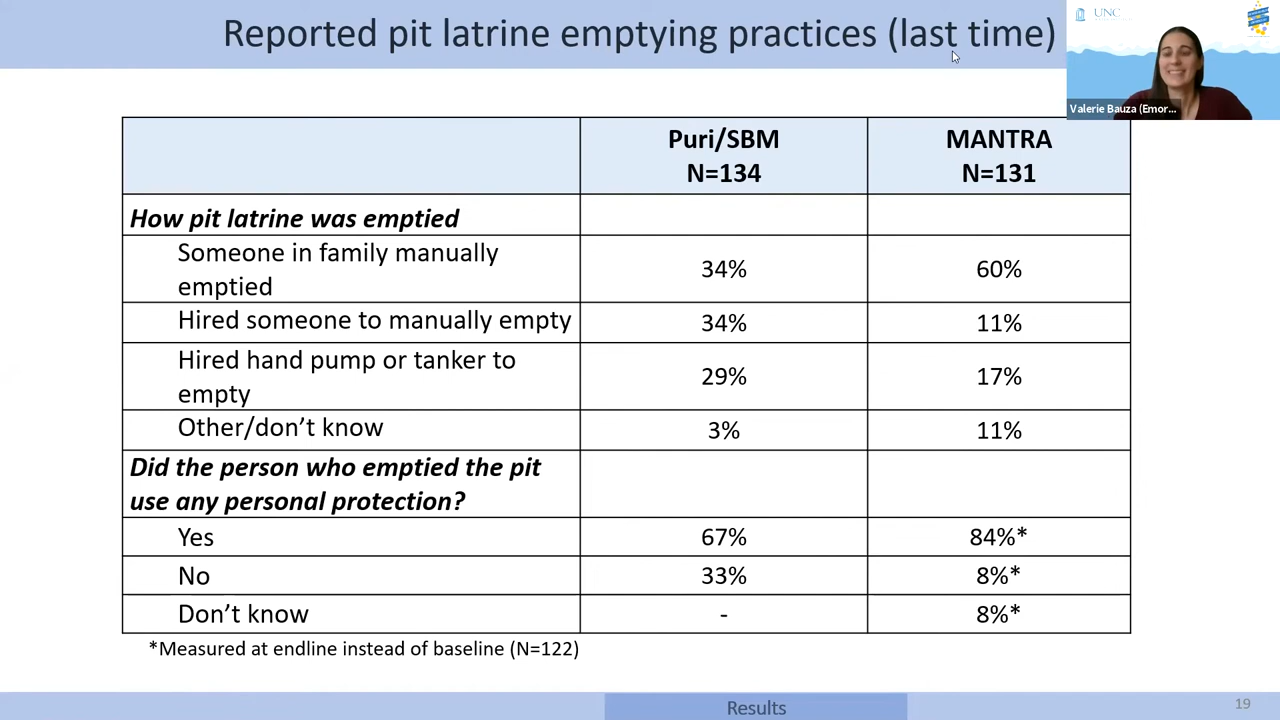 Reported pit latrine emptying practices (last time)
UNC
Valerie Bauza (Emor...
Puri/SBM MANTRA
N=134 N=131
How pit latrine was emptied
Someone in family manually
emptied 34% 60%
Hired someone to manually empty 34% 11%
Hired hand pump or tanker to
empty 29% 17%
Other/don’t know 3% 11%
Did the person who emptied the pit
use any personal protection?
Yes 67% 84%*
No 33% 8%*
Don’t know - 8%*
*Measured at endline instead of baseline (N=122)
Results
19